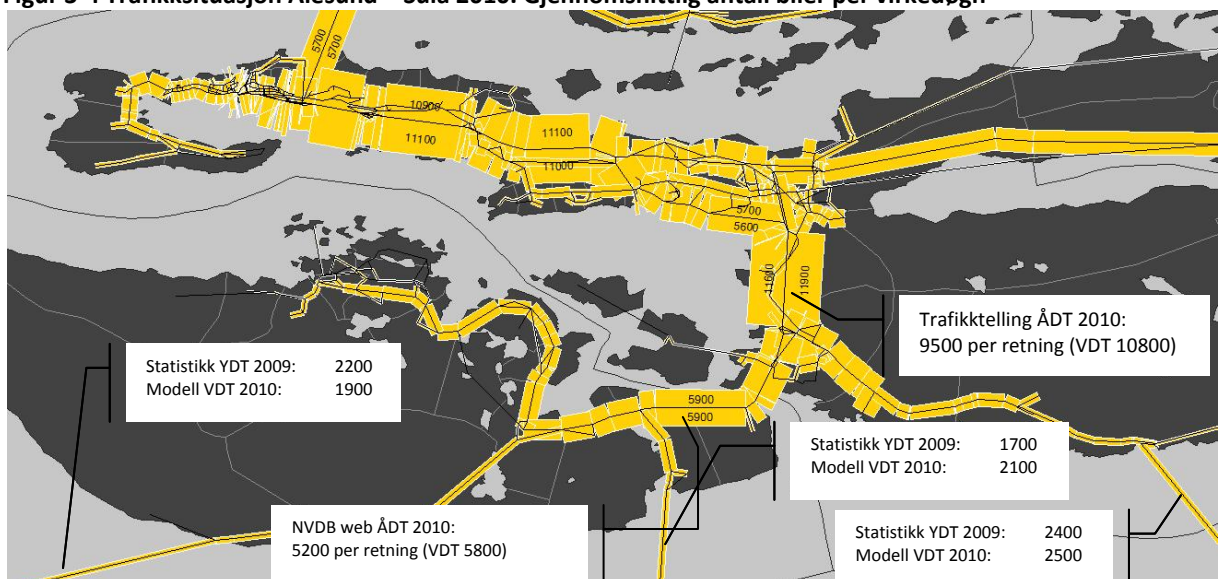 Figur 3-4 Trafikksituasjon Ålesund – Sula 2010. Gjennomsnittlig antall biler per virkedøgn
5700
5700
10900
11100
11100
11000
5700
5600
11600
11900
Trafikktelling ÅDT 2010:
9500 per retning (VDT 10800)
Statistikk YDT 2009: 2200
Modell VDT 2010: 1900
5900
5900
Statistikk YDT 2009: 1700
Modell VDT 2010: 2100
NVDB web ÅDT 2010:
5200 per retning (VDT 5800)
Statistikk YDT 2009: 2400
Modell VDT 2010: 2500